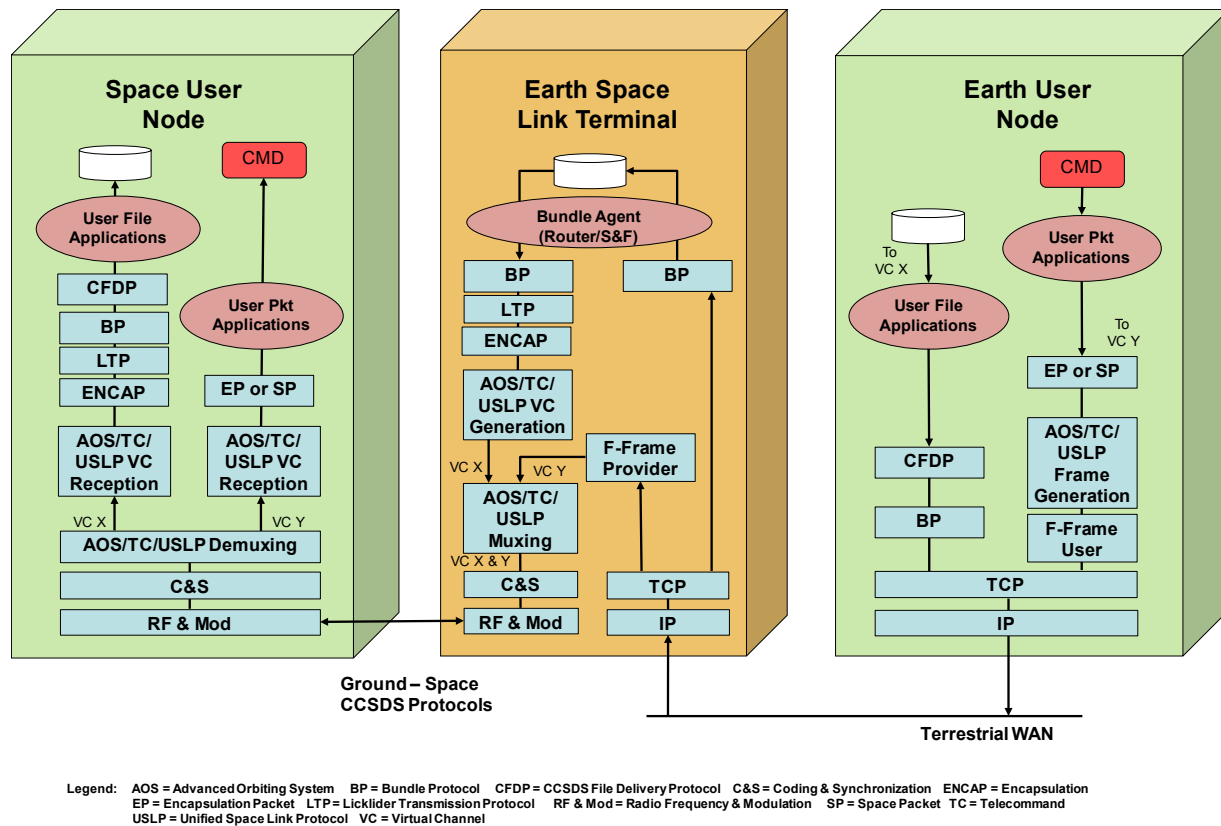 Space User
Node
CMD
User File
Applications
CFDP
BP
LTP
ENCAP
User Pkt
Applications
EP or SP
AOS/TC/
USLP VC
Reception
AOS/TC/
USLP VC
Reception
VC X
VC Y
AOS/TC/USLP Demuxing
C&S
RF & Mod
Earth Space
Link Terminal
Bundle Agent
(Router/S&F)
BP
BP
LTP
ENCAP
AOS/TC/
USLP VC
Generation
VC X
VC Y
F-Frame
Provider
AOS/TC/
USLP
Muxing
VC X & Y
C&S
TCP
RF & Mod
IP
Earth User
Node
CMD
User Pkt
Applications
To
VC X
User File
Applications
To
VC Y
EP or SP
AOS/TC/
USLP
Frame
Generation
CFDP
BP
F-Frame
User
TCP
IP
Ground – Space
CCSDS Protocols
Terrestrial WAN
Legend: AOS = Advanced Orbiting System BP = Bundle Protocol CFDP = CCSDS File Delivery Protocol C&S = Coding & Synchronization ENCAP = Encapsulation
EP = Encapsulation Packet LTP = Licklider Transmission Protocol RF & Mod = Radio Frequency & Modulation SP = Space Packet TC = Telecommand
USLP = Unified Space Link Protocol VC = Virtual Channel